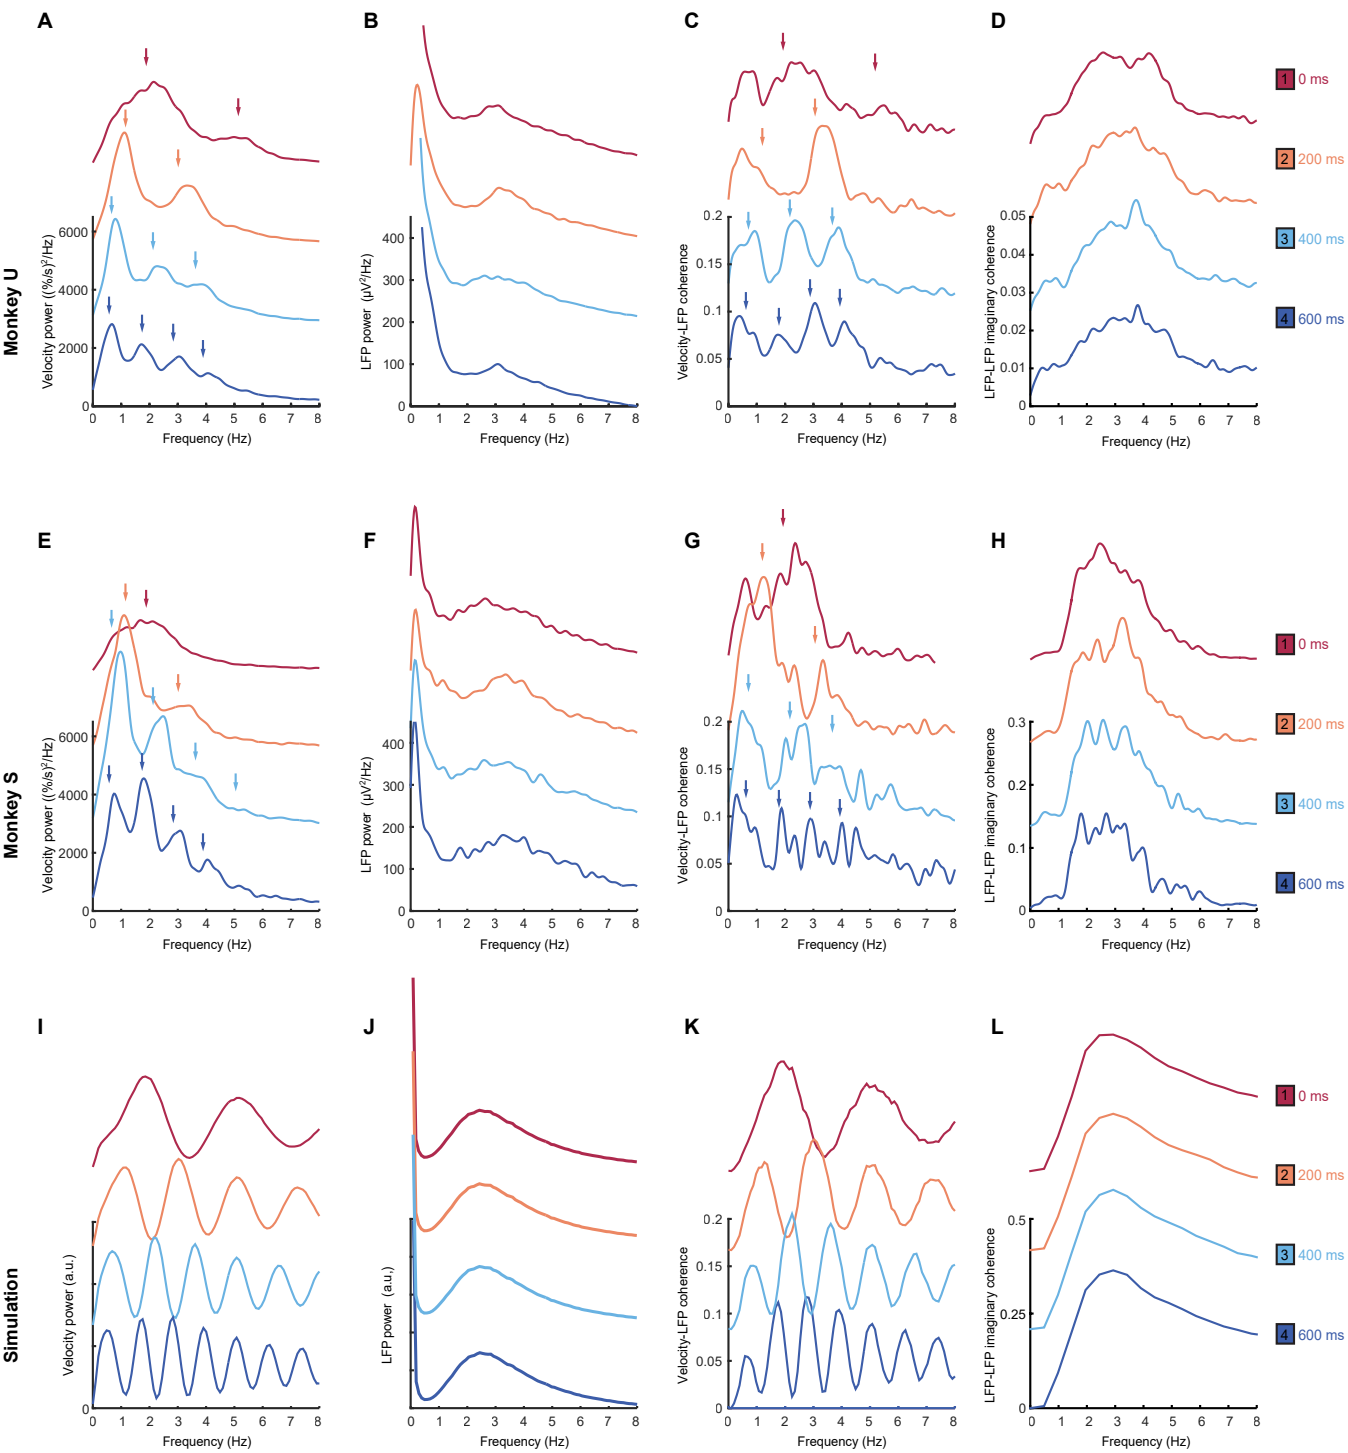 A
B
C
D
Monkey U
Velocity power ((%/s)²/Hz)
6000
4000
2000
0
0 1 2 3 4 5 6 7 8
Frequency (Hz)
LFP power (µV²/Hz)
400
300
200
100
0
0 1 2 3 4 5 6 7 8
Frequency (Hz)
Velocity-LFP coherence
0.2
0.15
0.1
0.05
0
0 1 2 3 4 5 6 7 8
Frequency (Hz)
LFP-LFP imaginary coherence
0.05
0.04
0.03
0.02
0.01
0
0 1 2 3 4 5 6 7 8
Frequency (Hz)
1 0 ms
2 200 ms
3 400 ms
4 600 ms
E
F
G
H
Monkey S
Velocity power ((%/s)²/Hz)
6000
4000
2000
0
0 1 2 3 4 5 6 7 8
Frequency (Hz)
LFP power (µV²/Hz)
400
300
200
100
0
0 1 2 3 4 5 6 7 8
Frequency (Hz)
Velocity-LFP coherence
0.2
0.15
0.1
0.05
0
0 1 2 3 4 5 6 7 8
Frequency (Hz)
LFP-LFP imaginary coherence
0.3
0.2
0.1
0
0 1 2 3 4 5 6 7 8
Frequency (Hz)
1 0 ms
2 200 ms
3 400 ms
4 600 ms
I
J
K
L
Simulation
Velocity power (a.u.)
0
0 1 2 3 4 5 6 7 8
Frequency (Hz)
LFP power (a.u,)
0 1 2 3 4 5 6 7 8
Frequency (Hz)
Velocity-LFP coherence
0.2
0.15
0.1
0.05
0
0 1 2 3 4 5 6 7 8
Frequency (Hz)
LFP-LFP imaginary coherence
0.5
0.25
0
0 1 2 3 4 5 6 7 8
Frequency (Hz)
1 0 ms
2 200 ms
3 400 ms
4 600 ms